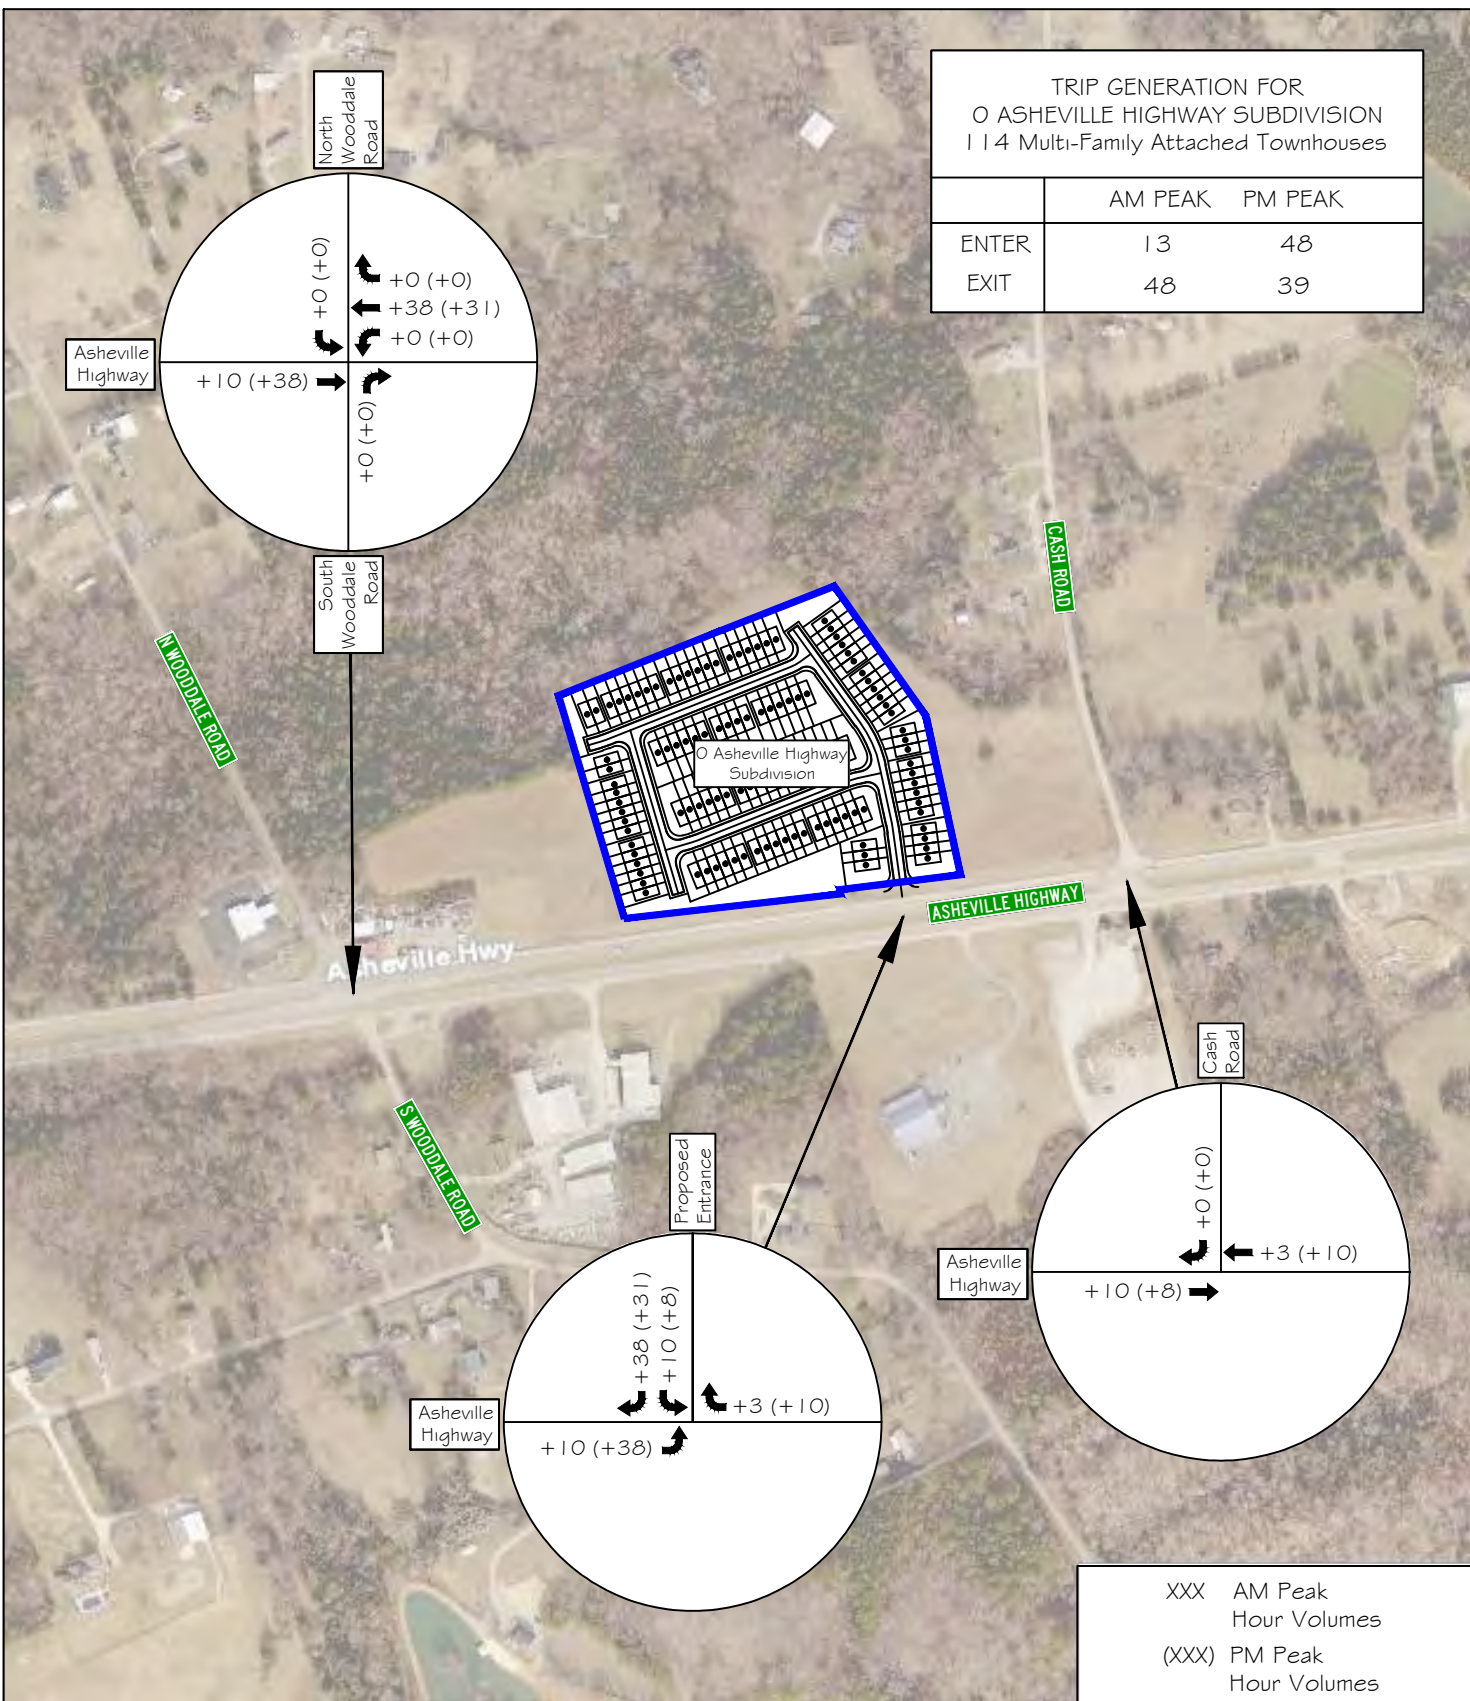 TRIP GENERATION FOR
0 ASHEVILLE HIGHWAY SUBDIVISION
114 Multi-Family Attached Townhouses
AM PEAK PM PEAK
ENTER 13 48
EXIT 48 39
North
Wooddale
Road
+0 (+0)
+0 (+0)
+38 (+31)
+0 (+0)
Asheville
Highway
+10 (+38)
+0 (+0)
South
Wooddale
Road
N WOODDALE ROAD
CASH ROAD
0 Asheville Highway
Subdivision
ASHEVILLE HIGHWAY
Asheville Hwy
S WOODDALE ROAD
Proposed
Entrance
+38 (+31)
+10 (+8)
+3 (+10)
Asheville
Highway
+10 (+38)
Cash
Road
+0 (+0)
+3 (+10)
Asheville
Highway
+10 (+8)
XXX AM Peak
Hour Volumes
(XXX) PM Peak
Hour Volumes